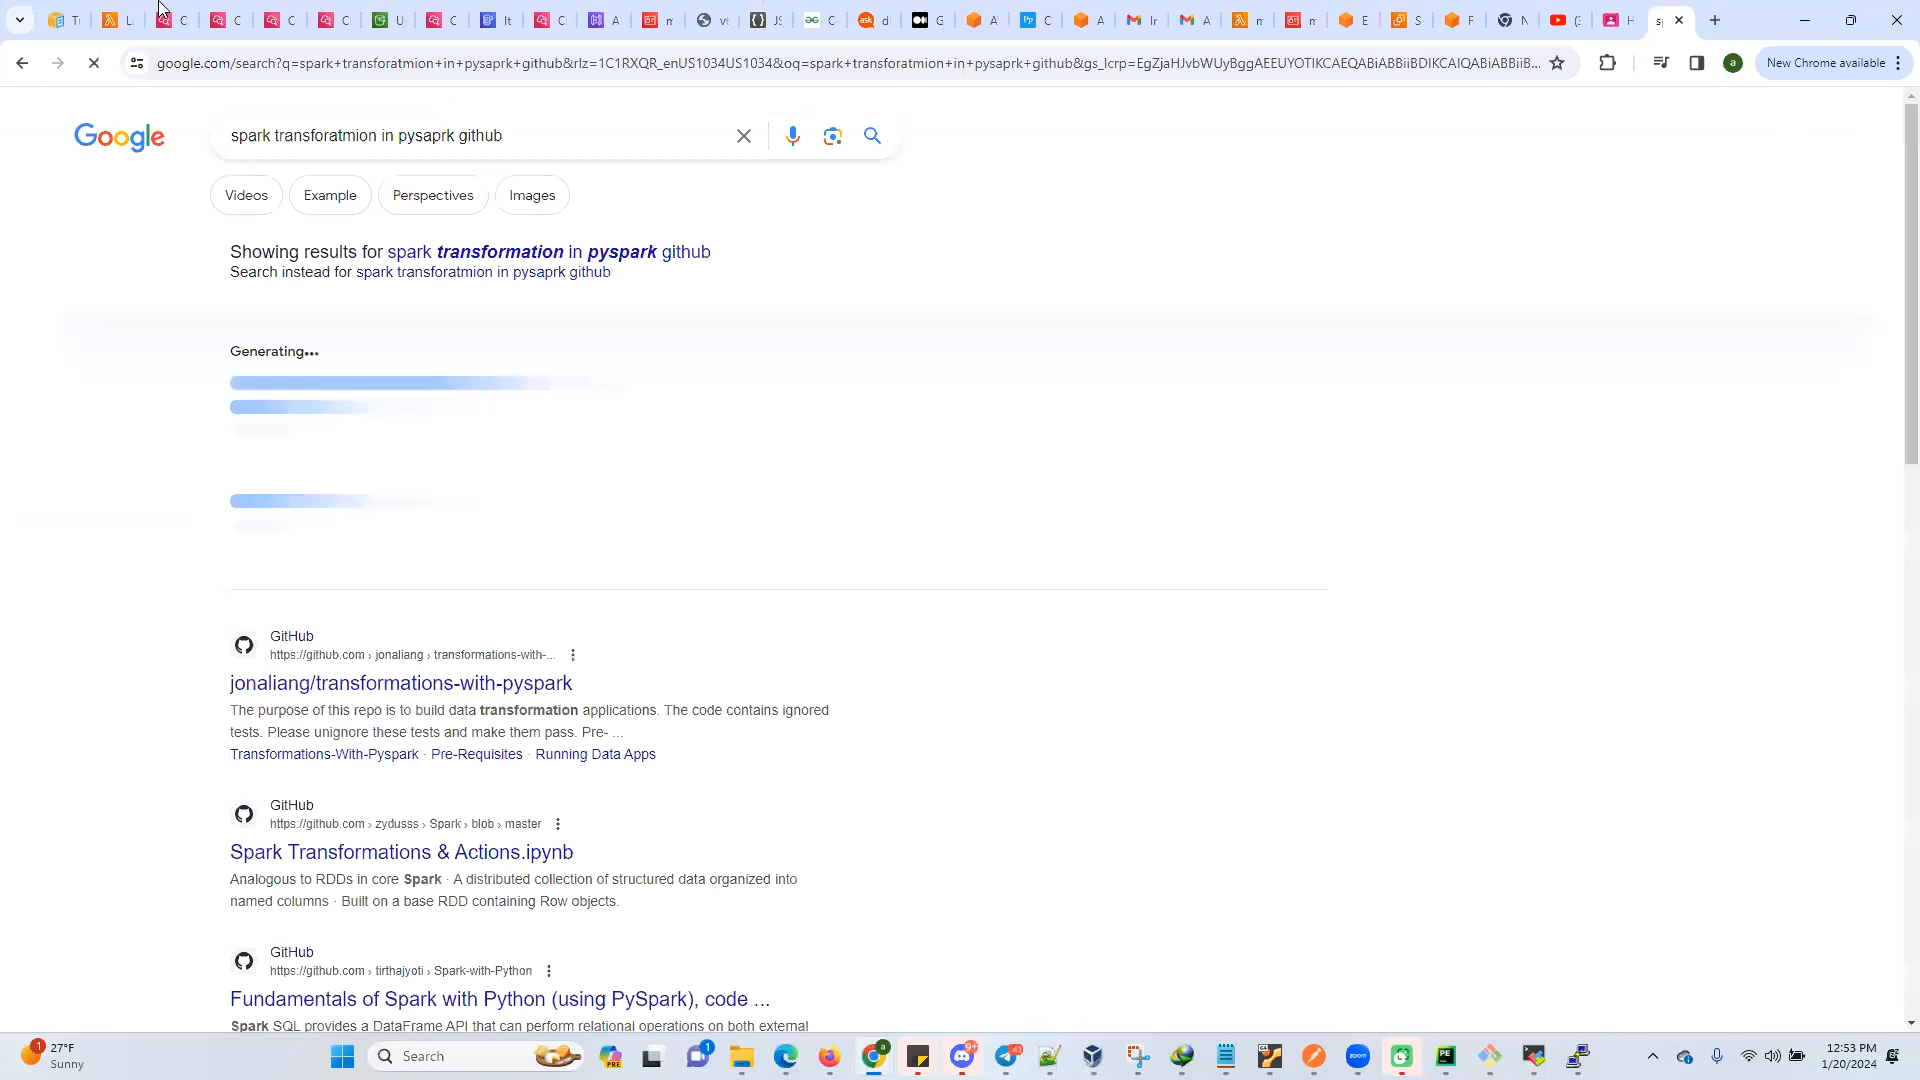 google.com/search?q=spark+transforatmion+in+pysaprk+github&rlz=1C1RXQR_enUS1034US1034&oq=spark+transforatmion+in+pysaprk+github&gs_lcrp=EgZjaHJvbWUyBggAEEUYOTIKCAEQABiABBiiBDIKCAIQABiABBiiB...
New Chrome available
Google
spark transforatmion in pysaprk github
Videos
Example
Perspectives
Images
Showing results for spark transformation in pyspark github
Search instead for spark transforatmion in pysaprk github
Generating...
GitHub
https://github.com › jonaliang › transformations-with-...
jonaliang/transformations-with-pyspark
The purpose of this repo is to build data transformation applications. The code contains ignored
tests. Please unignore these tests and make them pass. Pre- ...
Transformations-With-Pyspark · Pre-Requisites · Running Data Apps
GitHub
https://github.com › zydusss › Spark › blob › master
Spark Transformations & Actions.ipynb
Analogous to RDDs in core Spark · A distributed collection of structured data organized into
named columns · Built on a base RDD containing Row objects.
GitHub
https://github.com › tirthajyoti › Spark-with-Python
Fundamentals of Spark with Python (using PySpark), code ...
Spark SQL provides a DataFrame API that can perform relational operations on both external
27°F
Sunny
Search
12:53 PM
1/20/2024